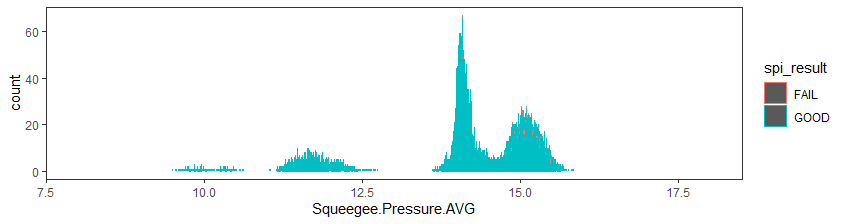 60
40
20
0
count
7.5 10.0 12.5 15.0 17.5
Squeegee.Pressure.AVG
spi_result
FAIL
GOOD